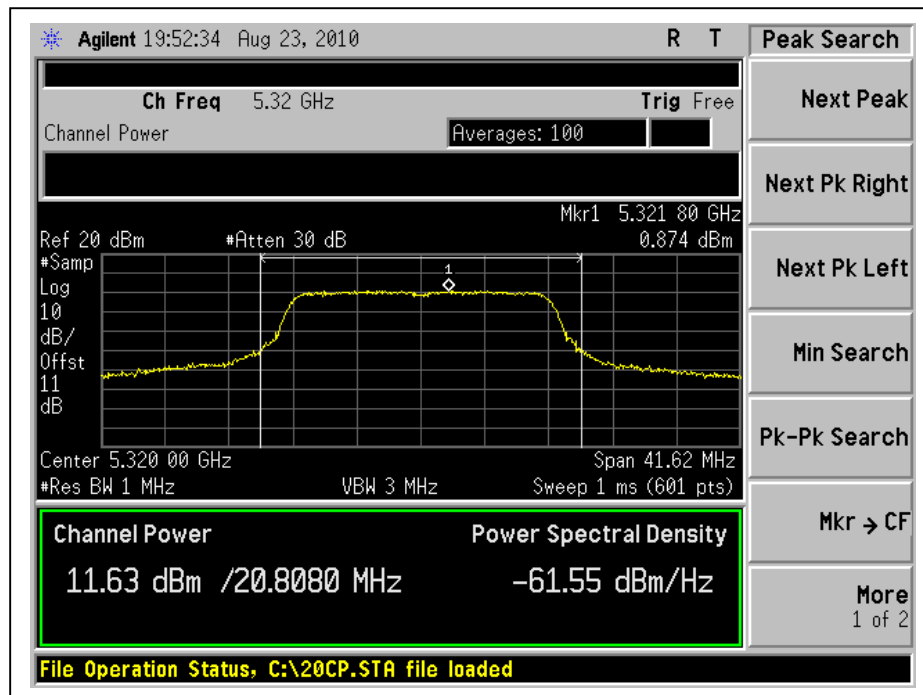 Agilent 19:52:34 Aug 23, 2010 R T
Peak Search
Ch Freq 5.32 GHz Trig Free
Channel Power Averages: 100
Next Peak
Next Pk Right
Mkr1 5.321 80 GHz
Ref 20 dBm #Atten 30 dB 0.874 dBm
#Samp
Log
10
dB/
Offst
11
dB
1
Next Pk Left
Min Search
Pk-Pk Search
Center 5.320 00 GHz Span 41.62 MHz
#Res BW 1 MHz VBW 3 MHz Sweep 1 ms (601 pts)
Channel Power Power Spectral Density
11.63 dBm /20.8080 MHz -61.55 dBm/Hz
Mkr → CF
More
1 of 2
File Operation Status, C:\20CP.STA file loaded